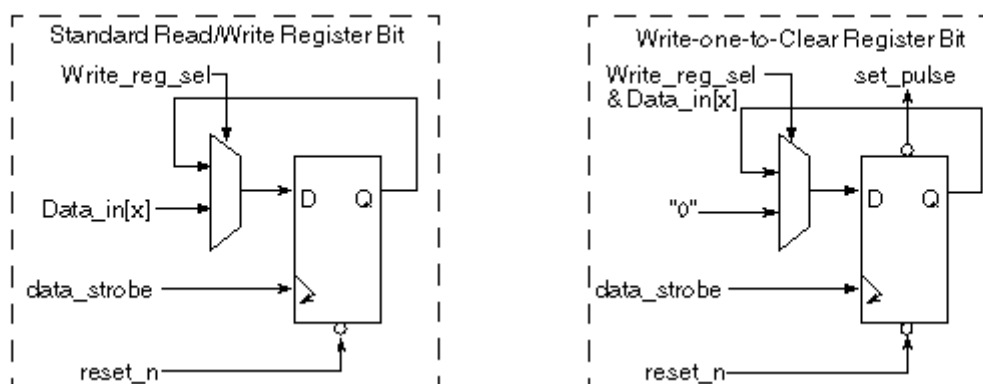 Standard Read/Write Register Bit
Write_reg_sel
Data_in[x]
D Q
data_strobe
reset_n
Write-one-to-Clear Register Bit
Write_reg_sel
& Data_in[x]
set_pulse
"0"
D Q
data_strobe
reset_n